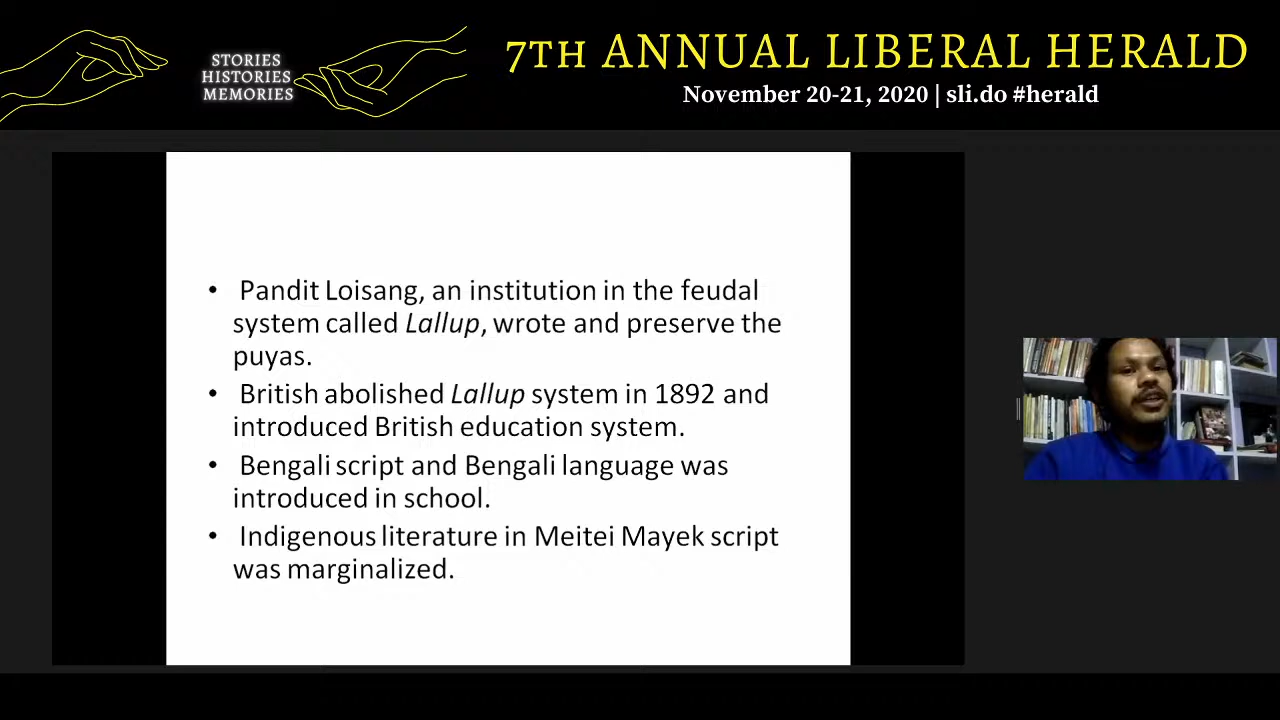 STORIES
HISTORIES
MEMORIES
7TH ANNUAL LIBERAL HERALD
November 20-21, 2020 | sli.do #herald
• Pandit Loisang, an institution in the feudal
system called Lallup, wrote and preserve the
puyas.
• British abolished Lallup system in 1892 and
introduced British education system.
• Bengali script and Bengali language was
introduced in school.
• Indigenous literature in Meitei Mayek script
was marginalized.